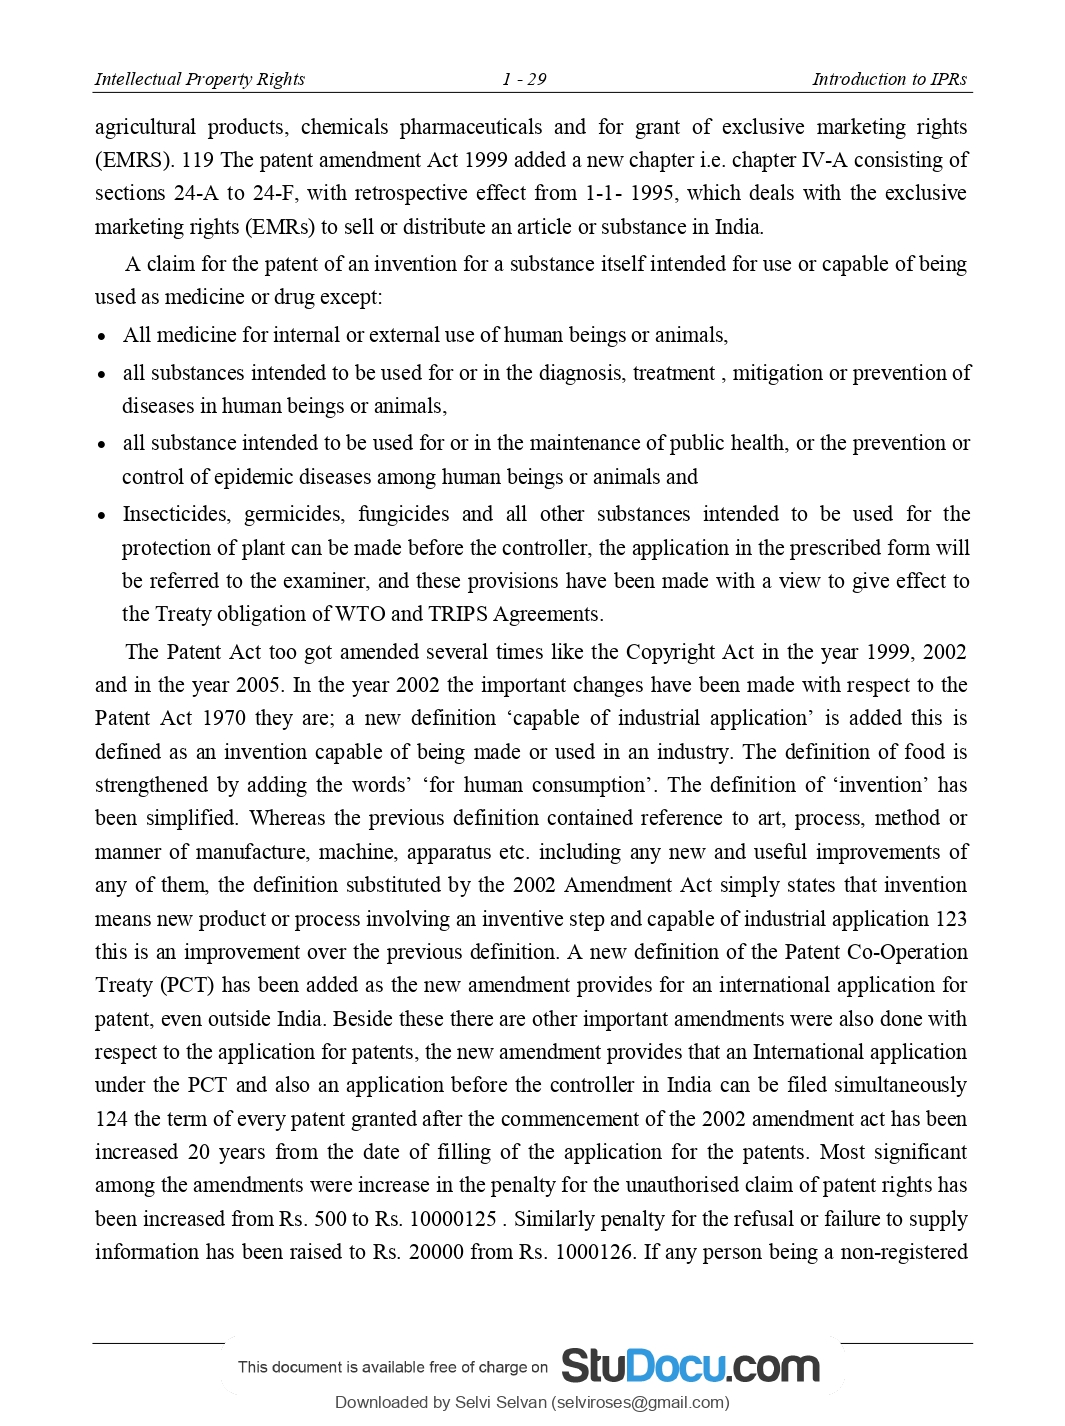 Intellectual Property Rights 1 - 29 Introduction to IPRs
agricultural products, chemicals pharmaceuticals and for grant of exclusive marketing rights
(EMRS). 119 The patent amendment Act 1999 added a new chapter i.e. chapter IV-A consisting of
sections 24-A to 24-F, with retrospective effect from 1-1- 1995, which deals with the exclusive
marketing rights (EMRs) to sell or distribute an article or substance in India.
A claim for the patent of an invention for a substance itself intended for use or capable of being
used as medicine or drug except:
• All medicine for internal or external use of human beings or animals,
• all substances intended to be used for or in the diagnosis, treatment , mitigation or prevention of
diseases in human beings or animals,
• all substance intended to be used for or in the maintenance of public health, or the prevention or
control of epidemic diseases among human beings or animals and
• Insecticides, germicides, fungicides and all other substances intended to be used for the
protection of plant can be made before the controller, the application in the prescribed form will
be referred to the examiner, and these provisions have been made with a view to give effect to
the Treaty obligation of WTO and TRIPS Agreements.
The Patent Act too got amended several times like the Copyright Act in the year 1999, 2002
and in the year 2005. In the year 2002 the important changes have been made with respect to the
Patent Act 1970 they are; a new definition ‘capable of industrial application’ is added this is
defined as an invention capable of being made or used in an industry. The definition of food is
strengthened by adding the words’ ‘for human consumption’. The definition of ‘invention’ has
been simplified. Whereas the previous definition contained reference to art, process, method or
manner of manufacture, machine, apparatus etc. including any new and useful improvements of
any of them, the definition substituted by the 2002 Amendment Act simply states that invention
means new product or process involving an inventive step and capable of industrial application 123
this is an improvement over the previous definition. A new definition of the Patent Co-Operation
Treaty (PCT) has been added as the new amendment provides for an international application for
patent, even outside India. Beside these there are other important amendments were also done with
respect to the application for patents, the new amendment provides that an International application
under the PCT and also an application before the controller in India can be filed simultaneously
124 the term of every patent granted after the commencement of the 2002 amendment act has been
increased 20 years from the date of filling of the application for the patents. Most significant
among the amendments were increase in the penalty for the unauthorised claim of patent rights has
been increased from Rs. 500 to Rs. 10000125 . Similarly penalty for the refusal or failure to supply
information has been raised to Rs. 20000 from Rs. 1000126. If any person being a non-registered
This document is available free of charge on StuDocu.com
Downloaded by Selvi Selvan (selviroses@gmail.com)